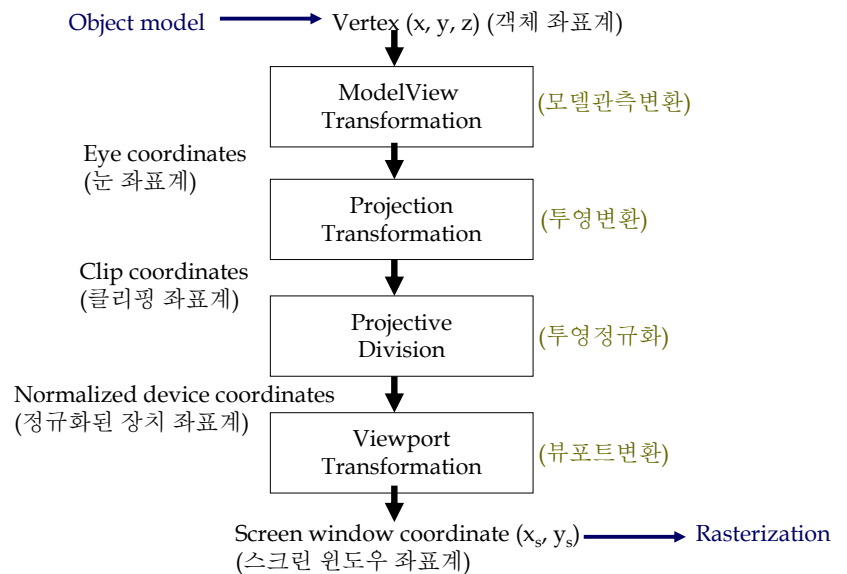 Object model
Vertex (x, y, z) (객체 좌표계)
ModelView
Transformation
(모델관측변환)
Eye coordinates
(눈 좌표계)
Projection
Transformation
(투영변환)
Clip coordinates
(클리핑 좌표계)
Projective
Division
(투영정규화)
Normalized device coordinates
(정규화된 장치 좌표계)
Viewport
Transformation
(뷰포트변환)
Screen window coordinate (xs, ys)
(스크린 윈도우 좌표계)
Rasterization